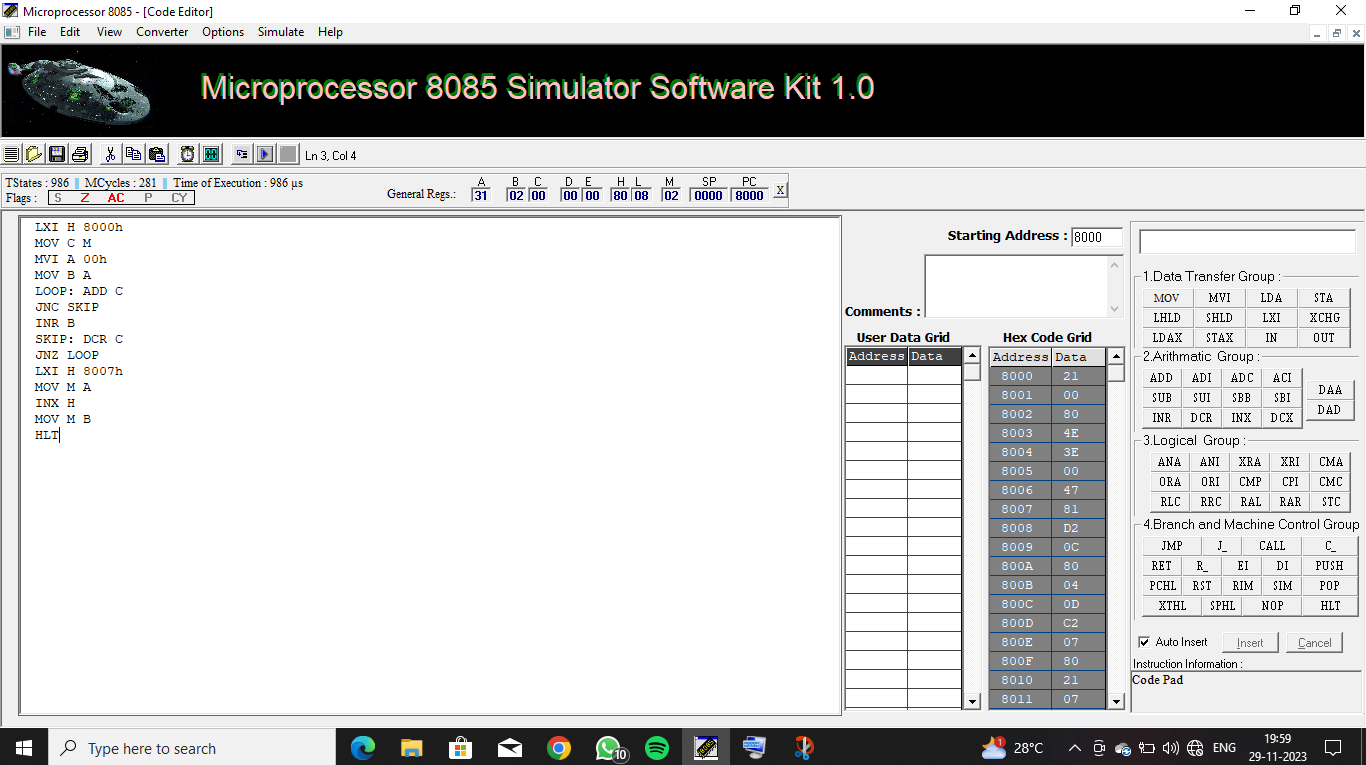 Microprocessor 8085 - [Code Editor]
File Edit View Converter Options Simulate Help
Microprocessor 8085 Simulator Software Kit 1.0
Ln 3, Col 4
TStates : 986 MCycles : 281 Time of Execution : 986 µs
Flags : S Z AC P CY
General Regs.:
A B C D E H L M SP PC
31 02 00 00 00 80 08 02 0000 8000 X
LXI H 8000h
MOV C M
MVI A 00h
MOV B A
LOOP: ADD C
JNC SKIP
INR B
SKIP: DCR C
JNZ LOOP
LXI H 8007h
MOV M A
INX H
MOV M B
HLT
Starting Address : 8000
Comments :
User Data Grid
Address Data
Hex Code Grid
Address Data
8000 21
8001 00
8002 80
8003 4E
8004 3E
8005 00
8006 47
8007 81
8008 D2
8009 0C
800A 80
800B 04
800C 0D
800D C2
800E 07
800F 80
8010 21
8011 07
1.Data Transfer Group :
MOV MVI LDA STA
LHLD SHLD LXI XCHG
LDAX STAX IN OUT
2.Arithmetic Group :
ADD ADI ADC ACI
SUB SUI SBB SBI
INR DCR INX DCX
DAA
DAD
3.Logical Group :
ANA ANI XRA XRI CMA
ORA ORI CMP CPI CMC
RLC RRC RAL RAR STC
4.Branch and Machine Control Group
JMP J_ CALL C_
RET R_ EI DI PUSH
PCHL RST RIM SIM POP
XTHL SPHL NOP HLT
Auto Insert Insert Cancel
Instruction Information :
Code Pad
Type here to search
10
8085
1
28°C
ENG
19:59
29-11-2023